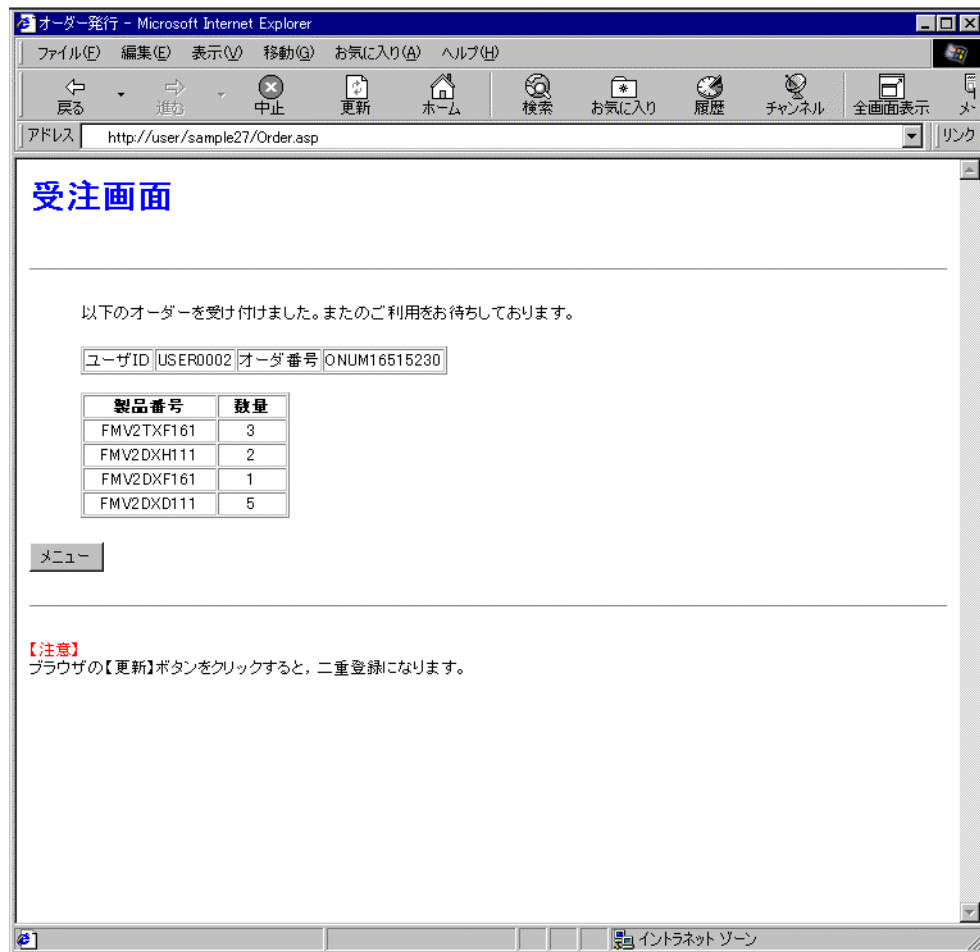 オーダー発行 - Microsoft Internet Explorer
ファイル(F) 編集(E) 表示(V) 移動(G) お気に入り(A) ヘルプ(H)
戻る 進む 中止 更新 ホーム 検索 お気に入り 履歴 チャンネル 全画面表示
アドレス http://user/sample27/Order.asp リンク
受注画面
以下のオーダーを受け付けました。またのご利用をお待ちしております。
ユーザID USER0002 オーダ番号 ONUM16515230
製品番号 数量
FMV2TXF161 3
FMV2DXH111 2
FMV2DXF161 1
FMV2DXD111 5
メニュー
【注意】
ブラウザの【更新】ボタンをクリックすると, 二重登録になります。
イントラネット ゾーン